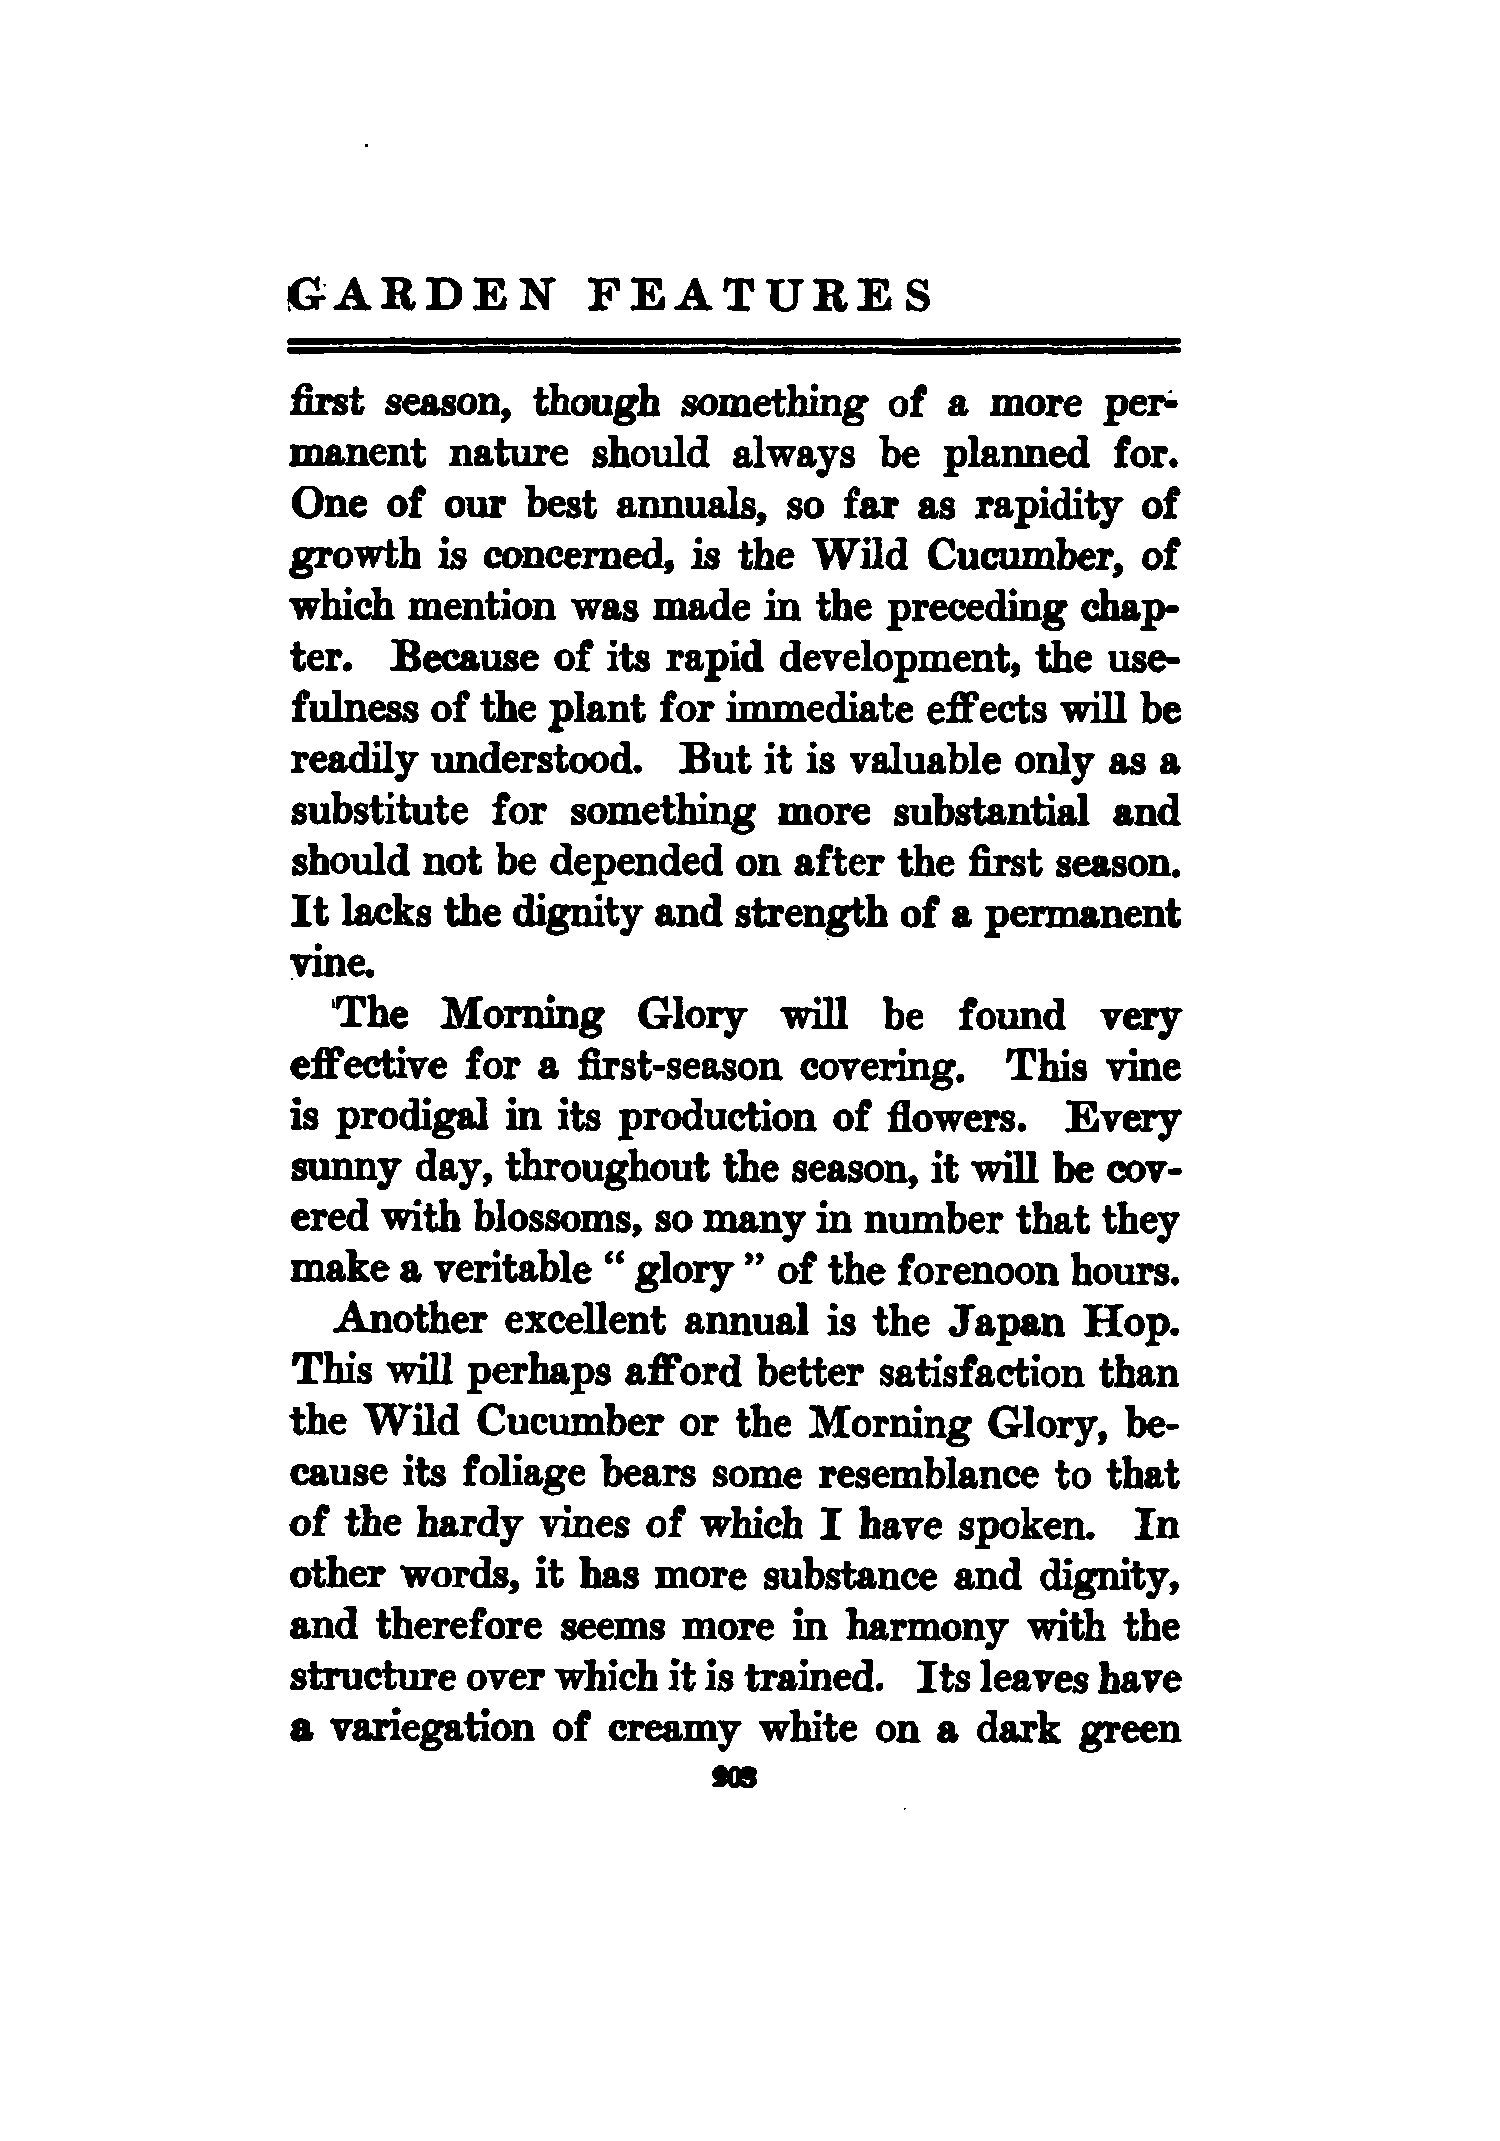 GARDEN FEATURES
first season, though something of a more per-
manent nature should always be planned for.
One of our best annuals, so far as rapidity of
growth is concerned, is the Wild Cucumber, of
which mention was made in the preceding chap-
ter. Because of its rapid development, the use-
fulness of the plant for immediate effects will be
readily understood. But it is valuable only as a
substitute for something more substantial and
should not be depended on after the first season.
It lacks the dignity and strength of a permanent
vine.
The Morning Glory will be found very
effective for a first-season covering. This vine
is prodigal in its production of flowers. Every
sunny day, throughout the season, it will be cov-
ered with blossoms, so many in number that they
make a veritable “ glory ” of the forenoon hours.
Another excellent annual is the Japan Hop.
This will perhaps afford better satisfaction than
the Wild Cucumber or the Morning Glory, be-
cause its foliage bears some resemblance to that
of the hardy vines of which I have spoken. In
other words, it has more substance and dignity,
and therefore seems more in harmony with the
structure over which it is trained. Its leaves have
a variegation of creamy white on a dark green
203